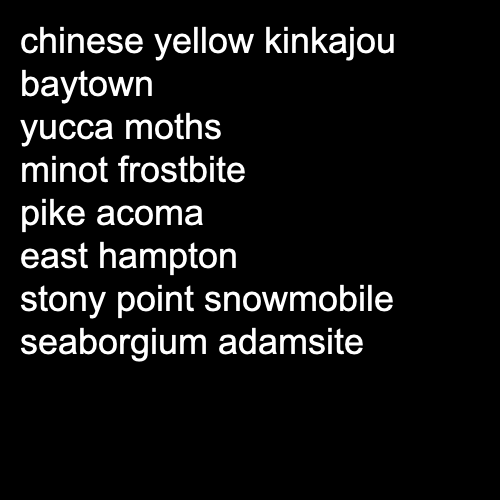 chinese yellow kinkajou
baytown
yucca moths
minot frostbite
pike acoma
east hampton
stony point snowmobile
seaborgium adamsite